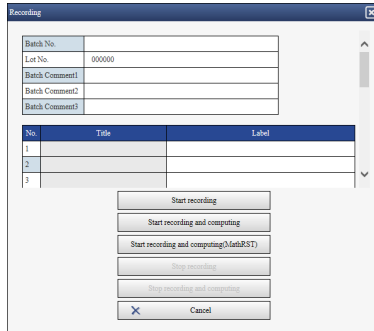 Recording
Batch No.
Lot No. 000000
Batch Comment1
Batch Comment2
Batch Comment3
No. Title Label
1
2
3
Start recording
Start recording and computing
Start recording and computing(MathRST)
Stop recording
Stop recording and computing
Cancel